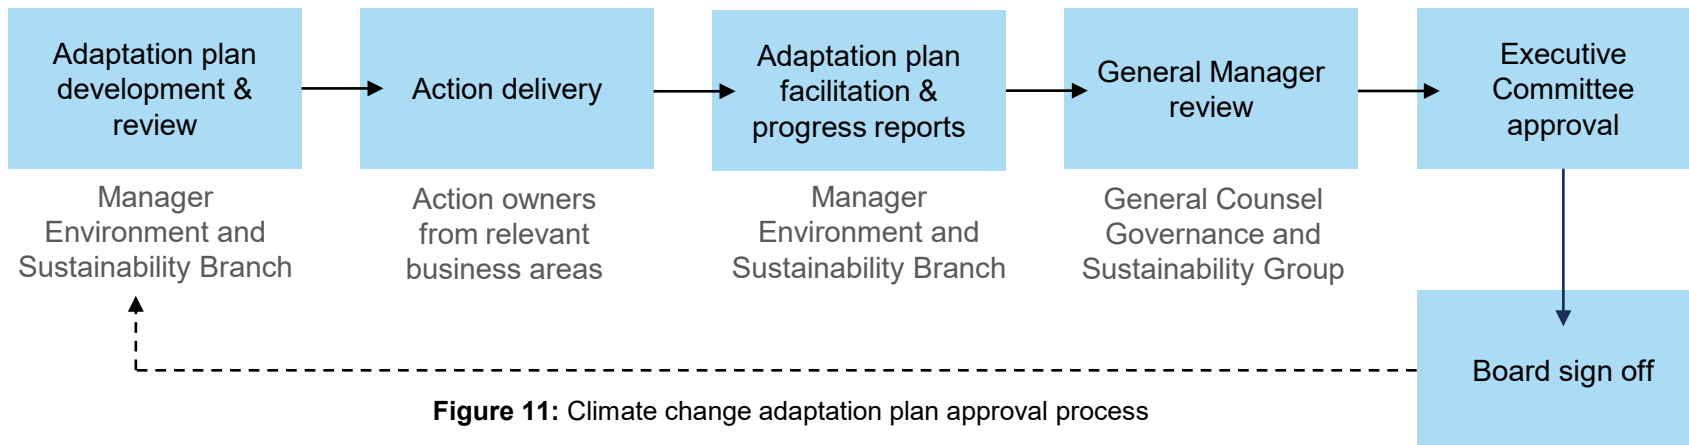 Adaptation plan
development &
review
Manager
Environment and
Sustainability Branch
Action delivery
Action owners
from relevant
business areas
Adaptation plan
facilitation &
progress reports
Manager
Environment and
Sustainability Branch
General Manager
review
General Counsel
Governance and
Sustainability Group
Executive
Committee
approval
Board sign off
Figure 11: Climate change adaptation plan approval process